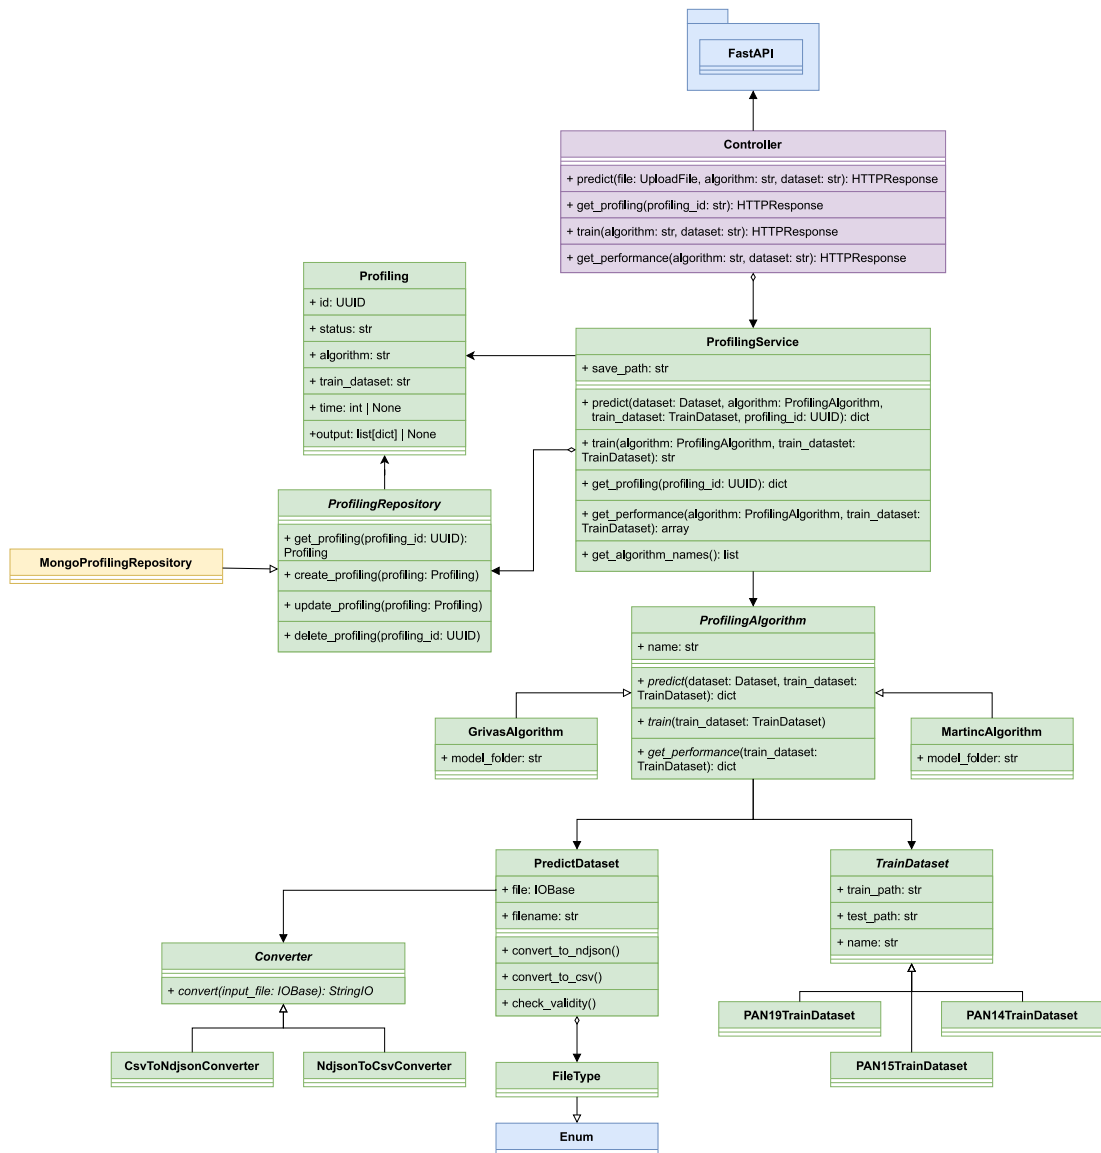 FastAPI
Controller
+ predict(file: UploadFile, algorithm: str, dataset: str): HTTPResponse
+ get_profiling(profiling_id: str): HTTPResponse
+ train(algorithm: str, dataset: str): HTTPResponse
+ get_performance(algorithm: str, dataset: str): HTTPResponse
Profiling
+ id: UUID
+ status: str
+ algorithm: str
+ train_dataset: str
+ time: int | None
+output: list[dict] | None
ProfilingService
+ save_path: str
+ predict(dataset: Dataset, algorithm: ProfilingAlgorithm,
train_dataset: TrainDataset, profiling_id: UUID): dict
+ train(algorithm: ProfilingAlgorithm, train_datastet:
TrainDataset): str
+ get_profiling(profiling_id: UUID): dict
+ get_performance(algorithm: ProfilingAlgorithm, train_dataset:
TrainDataset): array
+ get_algorithm_names(): list
ProfilingRepository
+ get_profiling(profiling_id: UUID):
Profiling
+ create_profiling(profiling: Profiling)
+ update_profiling(profiling: Profiling)
+ delete_profiling(profiling_id: UUID)
MongoProfilingRepository
ProfilingAlgorithm
+ name: str
+ predict(dataset: Dataset, train_dataset:
TrainDataset): dict
+ train(train_dataset: TrainDataset)
+ get_performance(train_dataset:
TrainDataset): dict
GrivasAlgorithm
+ model_folder: str
MartincAlgorithm
+ model_folder: str
PredictDataset
+ file: IOBase
+ filename: str
+ convert_to_ndjson()
+ convert_to_csv()
+ check_validity()
TrainDataset
+ train_path: str
+ test_path: str
+ name: str
Converter
+ convert(input_file: IOBase): StringIO
CsvToNdjsonConverter
NdjsonToCsvConverter
PAN19TrainDataset
PAN14TrainDataset
PAN15TrainDataset
FileType
Enum